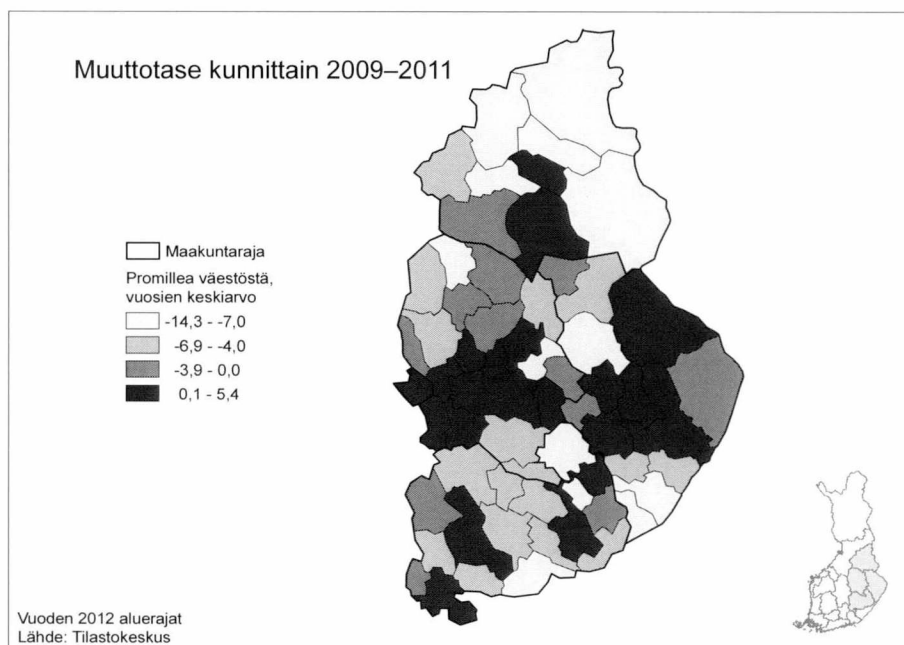 Muuttotase kunnittain 2009–2011
Maakuntaraja
Promillea väestöstä,
vuosien keskiarvo
-14,3 - -7,0
-6,9 - -4,0
-3,9 - 0,0
0,1 - 5,4
Vuoden 2012 aluerajat
Lähde: Tilastokeskus